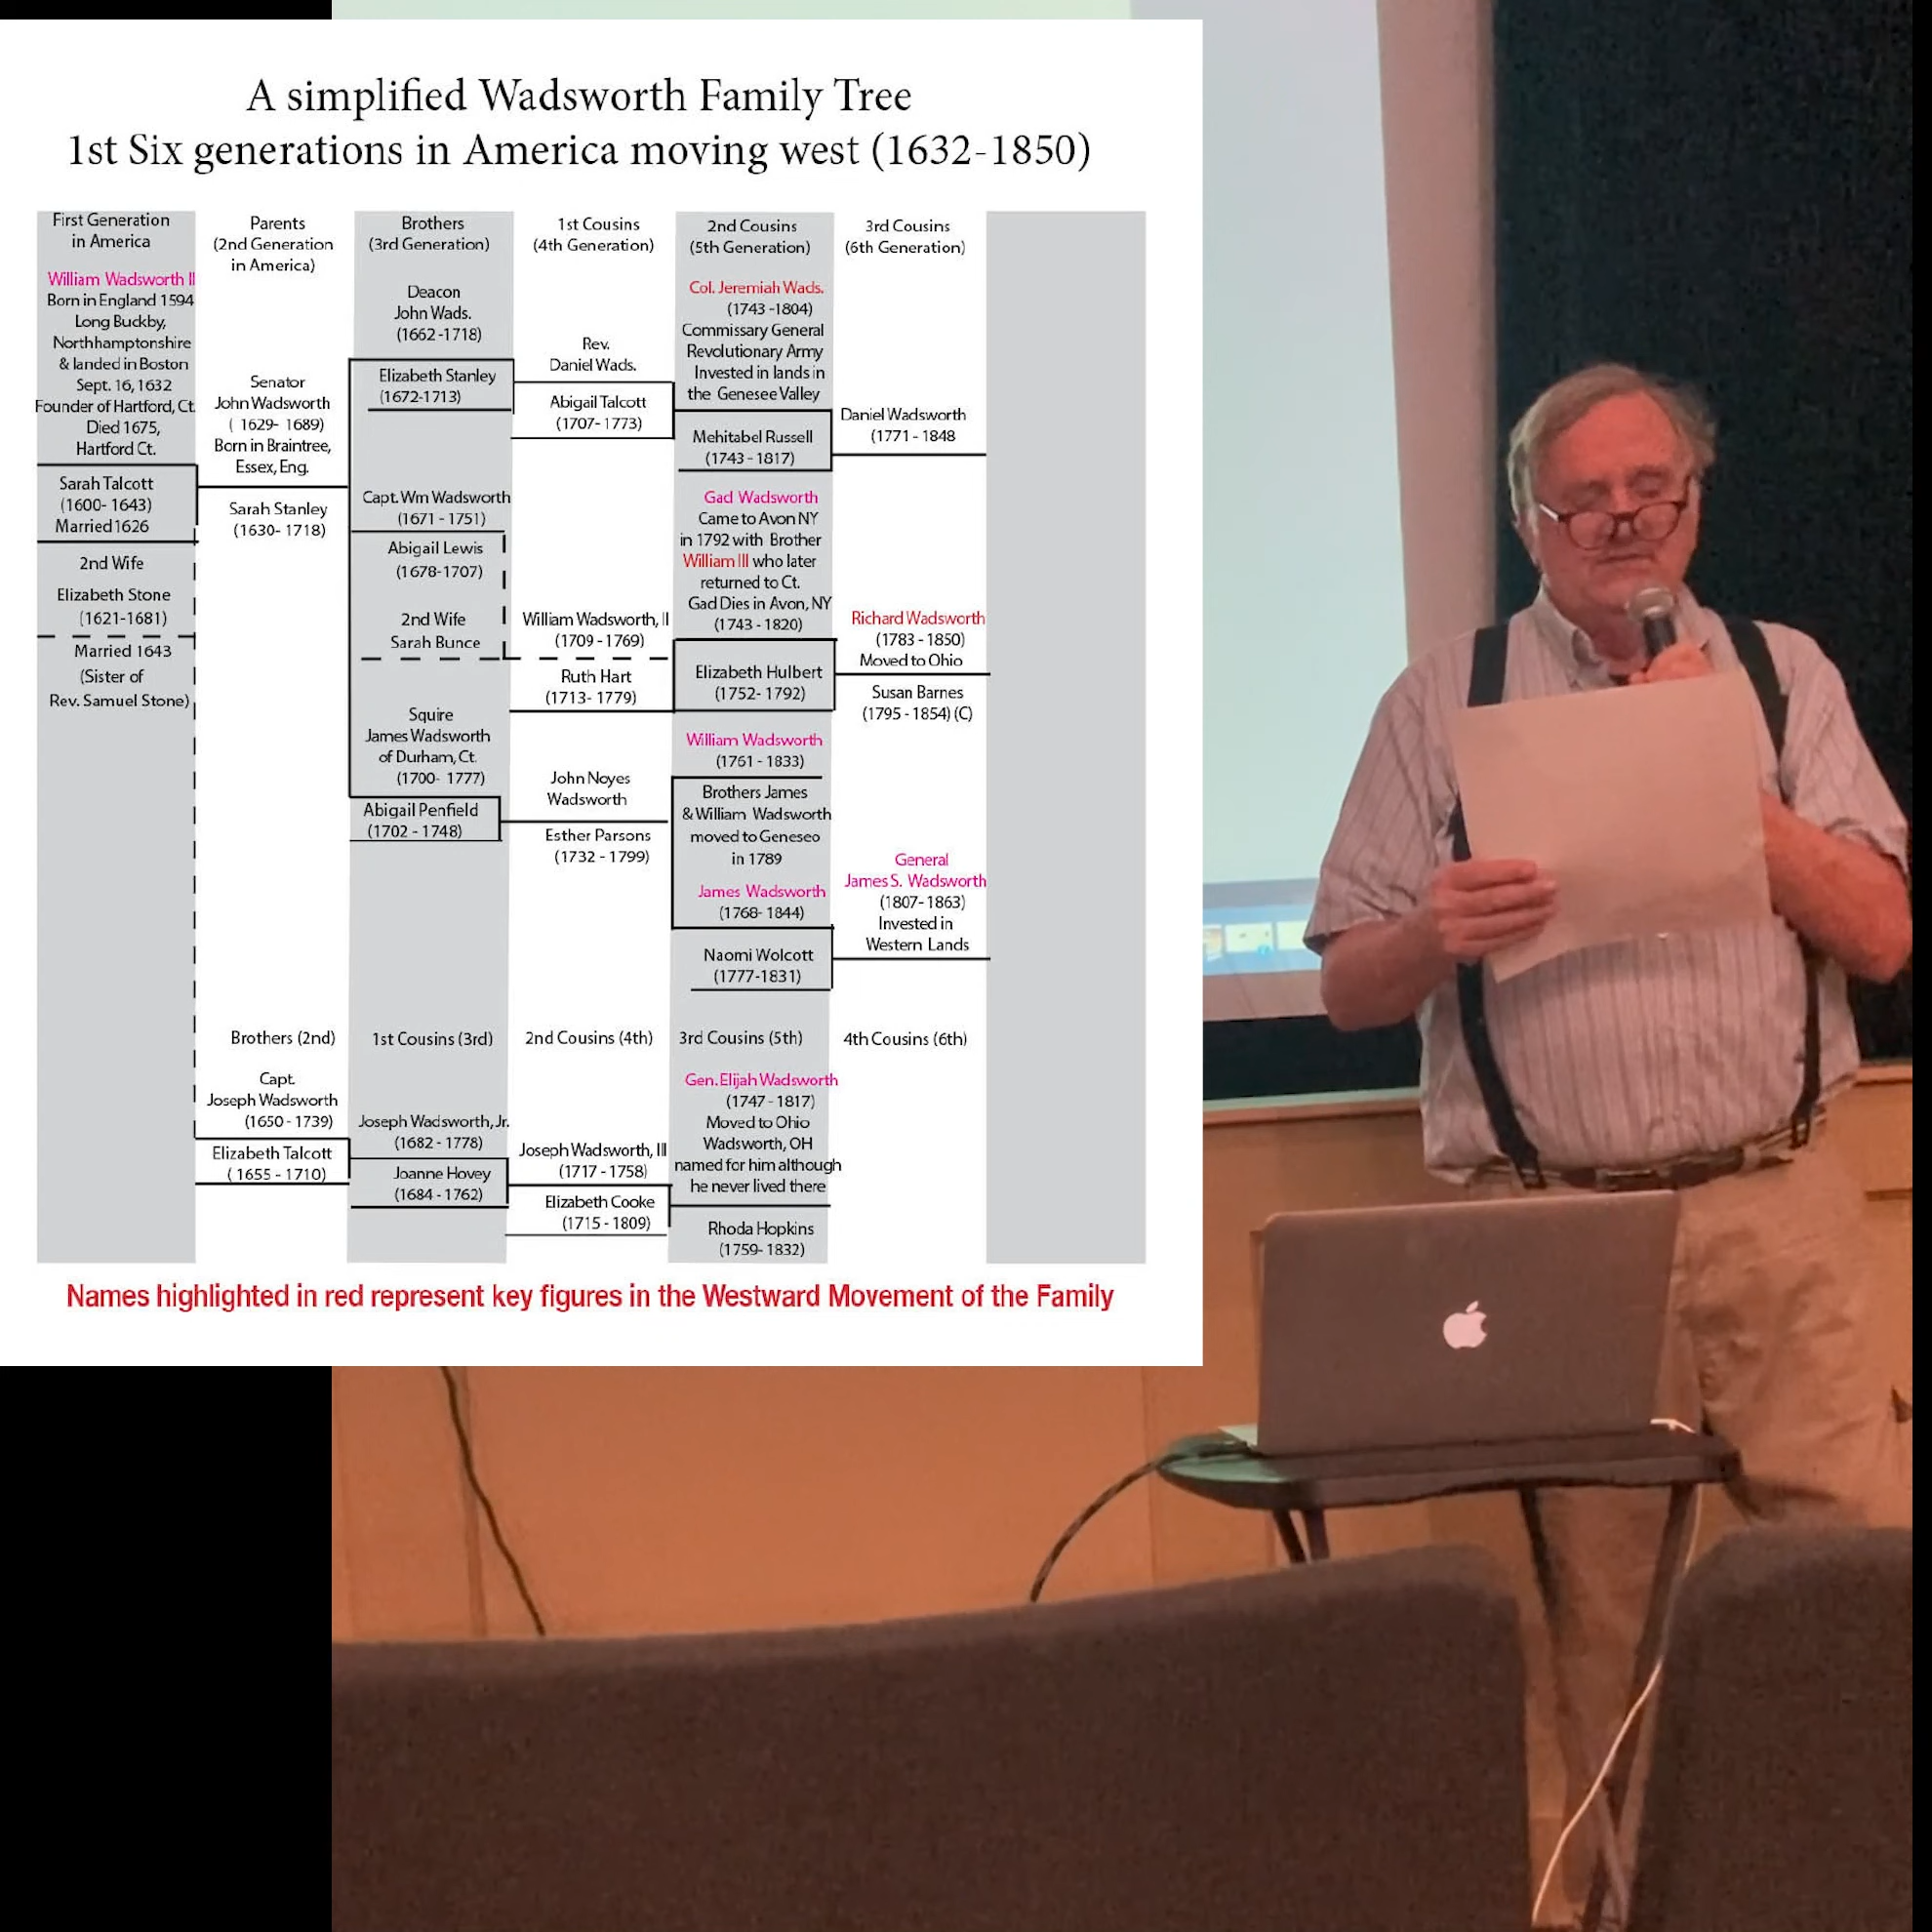 A simplified Wadsworth Family Tree
1st Six generations in America moving west (1632-1850)
First Generation
in America
William Wadsworth II
Born in England 1594
Long Buckby,
Northhamptonshire
& landed in Boston
Sept. 16, 1632
Founder of Hartford, Ct.
Died 1675,
Hartford Ct.
Sarah Talcott
(1600- 1643)
Married 1626
2nd Wife
Elizabeth Stone
(1621-1681)
Married 1643
(Sister of
Rev. Samuel Stone)
Parents
(2nd Generation
in America)
Senator
John Wadsworth
( 1629- 1689)
Born in Braintree,
Essex, Eng.
Sarah Stanley
(1630- 1718)
Brothers
(3rd Generation)
Deacon
John Wads.
(1662 -1718)
Elizabeth Stanley
(1672-1713)
Capt. Wm Wadsworth
(1671 - 1751)
Abigail Lewis
(1678-1707)
2nd Wife
Sarah Bunce
Squire
James Wadsworth
of Durham, Ct.
(1700- 1777)
Abigail Penfield
(1702 - 1748)
1st Cousins
(4th Generation)
Rev.
Daniel Wads.
Abigail Talcott
(1707- 1773)
William Wadsworth, II
(1709 - 1769)
Ruth Hart
(1713- 1779)
John Noyes
Wadsworth
Esther Parsons
(1732 - 1799)
2nd Cousins
(5th Generation)
Col. Jeremiah Wads.
(1743 -1804)
Commissary General
Revolutionary Army
Invested in lands in
the Genesee Valley
Mehitabel Russell
(1743 - 1817)
Gad Wadsworth
Came to Avon NY
in 1792 with Brother
William III who later
returned to Ct.
Gad Dies in Avon, NY
(1743 - 1820)
Elizabeth Hulbert
(1752- 1792)
William Wadsworth
(1761 - 1833)
Brothers James
& William Wadsworth
moved to Geneseo
in 1789
James Wadsworth
(1768- 1844)
Naomi Wolcott
(1777-1831)
3rd Cousins
(6th Generation)
Daniel Wadsworth
(1771 - 1848
Richard Wadsworth
(1783 - 1850)
Moved to Ohio
Susan Barnes
(1795 - 1854) (C)
General
James S. Wadsworth
(1807- 1863)
Invested in
Western Lands
Brothers (2nd)
Capt.
Joseph Wadsworth
(1650 - 1739)
Elizabeth Talcott
( 1655 - 1710)
1st Cousins (3rd)
Joseph Wadsworth, Jr.
(1682 - 1778)
Joanne Hovey
(1684 - 1762)
2nd Cousins (4th)
Joseph Wadsworth, III
(1717 - 1758)
Elizabeth Cooke
(1715 - 1809)
3rd Cousins (5th)
Gen. Elijah Wadsworth
(1747 - 1817)
Moved to Ohio
Wadsworth, OH
named for him although
he never lived there
Rhoda Hopkins
(1759- 1832)
4th Cousins (6th)
Names highlighted in red represent key figures in the Westward Movement of the Family